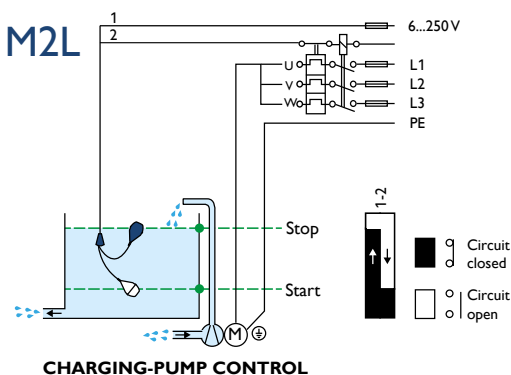 M2L
1
2
6...250 V
U
V
W
L1
L2
L3
PE
Stop
Start
M
1-2
Circuit
closed
Circuit
open
CHARGING-PUMP CONTROL